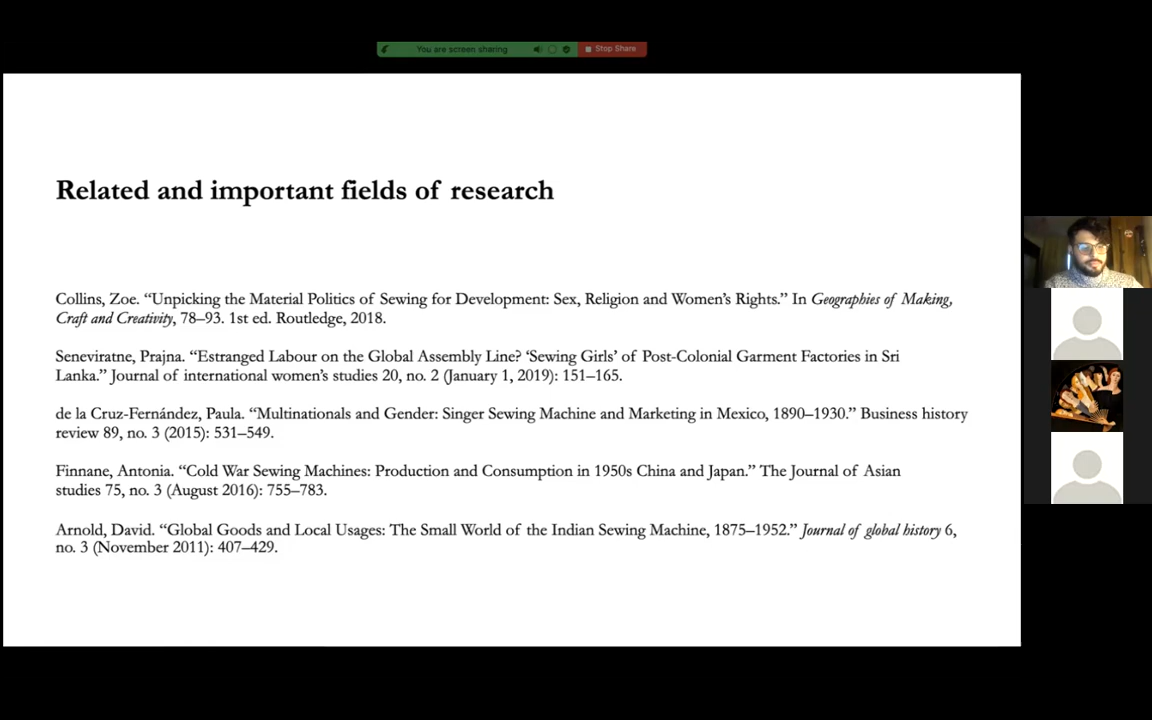 You are screen sharing
Stop Share
Related and important fields of research
Collins, Zoe. “Unpicking the Material Politics of Sewing for Development: Sex, Religion and Women’s Rights.” In Geographies of Making,
Craft and Creativity, 78–93. 1st ed. Routledge, 2018.
Seneviratne, Prajna. “Estranged Labour on the Global Assembly Line? ‘Sewing Girls’ of Post-Colonial Garment Factories in Sri
Lanka.” Journal of international women’s studies 20, no. 2 (January 1, 2019): 151–165.
de la Cruz-Fernández, Paula. “Multinationals and Gender: Singer Sewing Machine and Marketing in Mexico, 1890–1930.” Business history
review 89, no. 3 (2015): 531–549.
Finnane, Antonia. “Cold War Sewing Machines: Production and Consumption in 1950s China and Japan.” The Journal of Asian
studies 75, no. 3 (August 2016): 755–783.
Arnold, David. “Global Goods and Local Usages: The Small World of the Indian Sewing Machine, 1875–1952.” Journal of global history 6,
no. 3 (November 2011): 407–429.